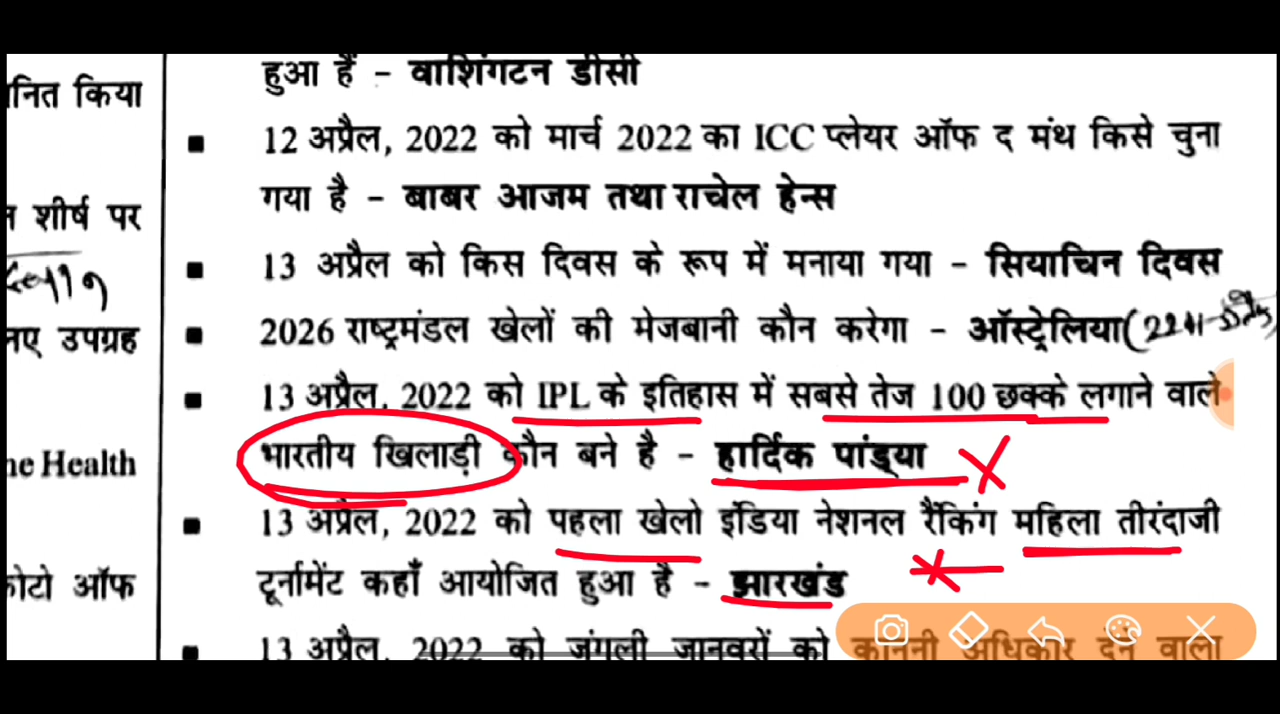 हुआ हैं - वाशिंगटन डीसी
नित किया
12 अप्रैल, 2022 को मार्च 2022 का ICC प्लेयर ऑफ द मंथ किसे चुना
गया है - बाबर आजम तथा राचेल हेन्स
शीर्ष पर
13 अप्रैल को किस दिवस के रूप में मनाया गया - सियाचिन दिवस
2026 राष्ट्रमंडल खेलों की मेजबानी कौन करेगा - ऑस्ट्रेलिया
नए उपग्रह
13 अप्रैल, 2022 को IPL के इतिहास में सबसे तेज 100 छक्के लगाने वाले
भारतीय खिलाड़ी कौन बने है - हार्दिक पांड्या
ne Health
13 अप्रैल, 2022 को पहला खेलो इंडिया नेशनल रैंकिंग महिला तीरंदाजी
टूर्नामेंट कहाँ आयोजित हुआ है - झारखंड
फोटो ऑफ
13 अप्रैल, 2022 को जंगली जानवरों को कानूनी अधिकार देने वाला